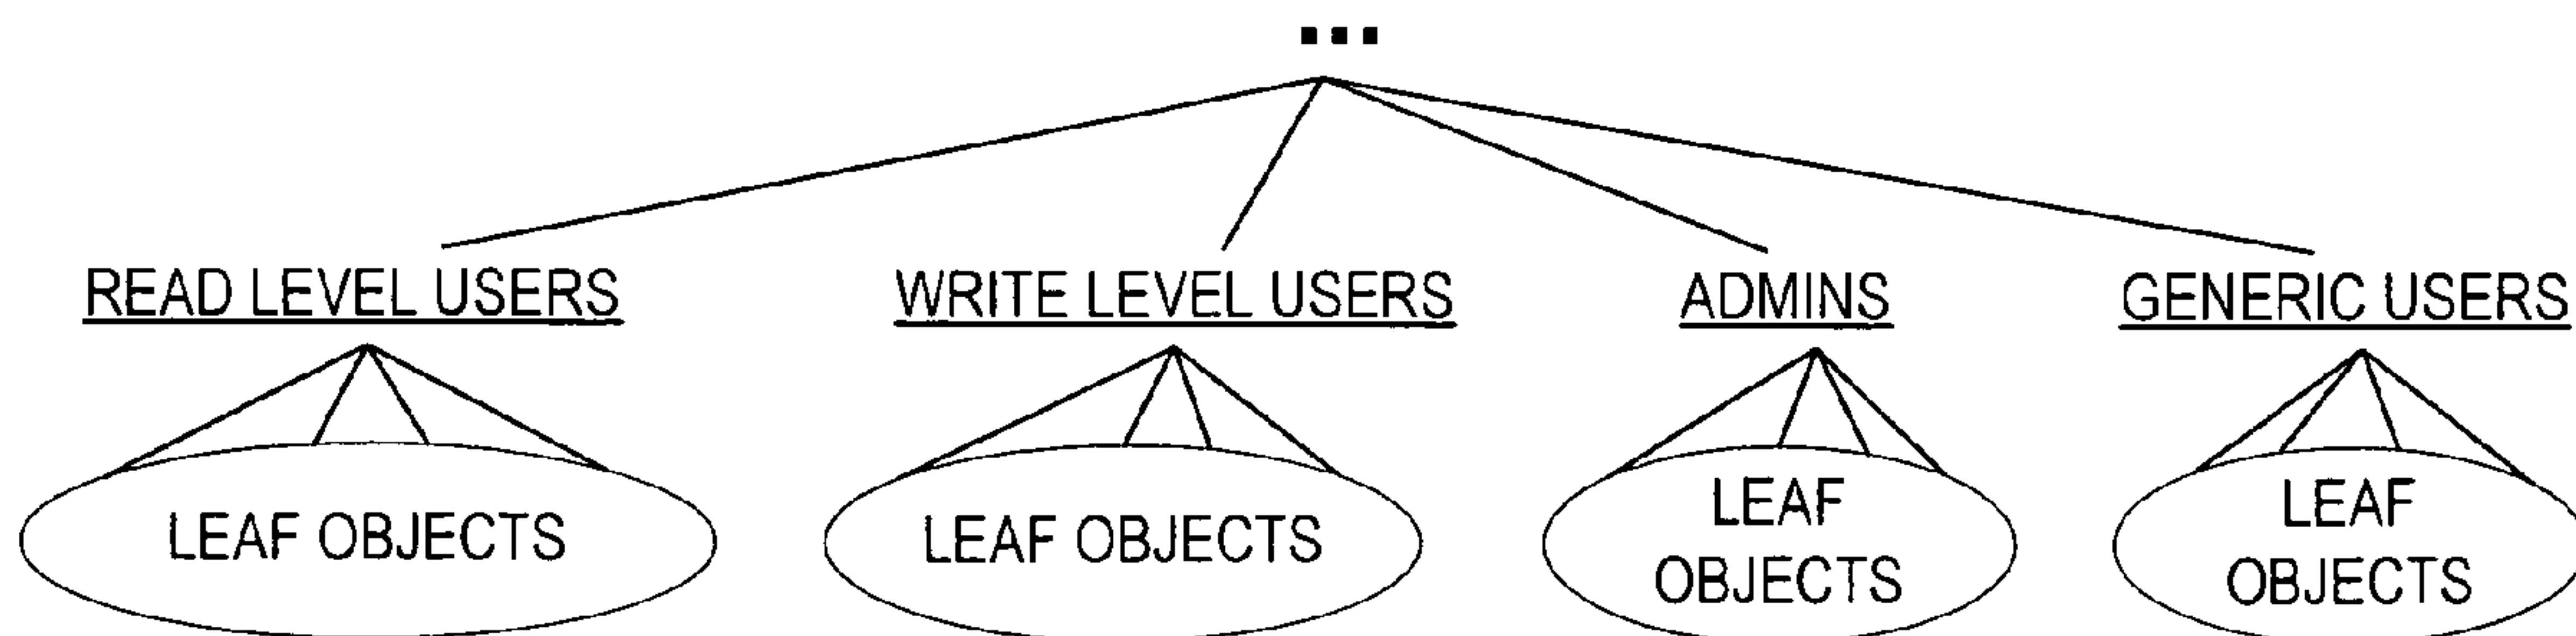 ...
READ LEVEL USERS WRITE LEVEL USERS ADMINS GENERIC USERS
LEAF OBJECTS LEAF OBJECTS LEAF OBJECTS LEAF OBJECTS